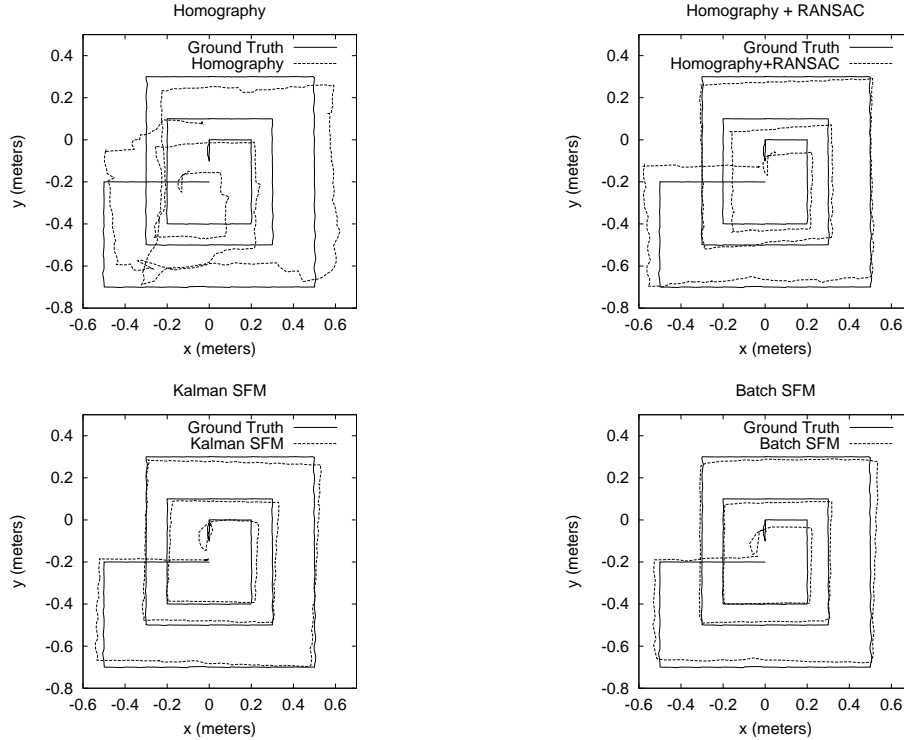 Homography
Ground Truth
Homography
0.4
0.2
0
-0.2
-0.4
-0.6
-0.8
y (meters)
-0.6 -0.4 -0.2 0 0.2 0.4 0.6
x (meters)
Homography + RANSAC
Ground Truth
Homography+RANSAC
0.4
0.2
0
-0.2
-0.4
-0.6
-0.8
y (meters)
-0.6 -0.4 -0.2 0 0.2 0.4 0.6
x (meters)
Kalman SFM
Ground Truth
Kalman SFM
0.4
0.2
0
-0.2
-0.4
-0.6
-0.8
y (meters)
-0.6 -0.4 -0.2 0 0.2 0.4 0.6
x (meters)
Batch SFM
Ground Truth
Batch SFM
0.4
0.2
0
-0.2
-0.4
-0.6
-0.8
y (meters)
-0.6 -0.4 -0.2 0 0.2 0.4 0.6
x (meters)